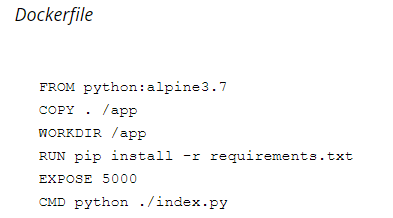 Dockerfile
FROM python:alpine3.7
COPY . /app
WORKDIR /app
RUN pip install -r requirements.txt
EXPOSE 5000
CMD python ./index.py